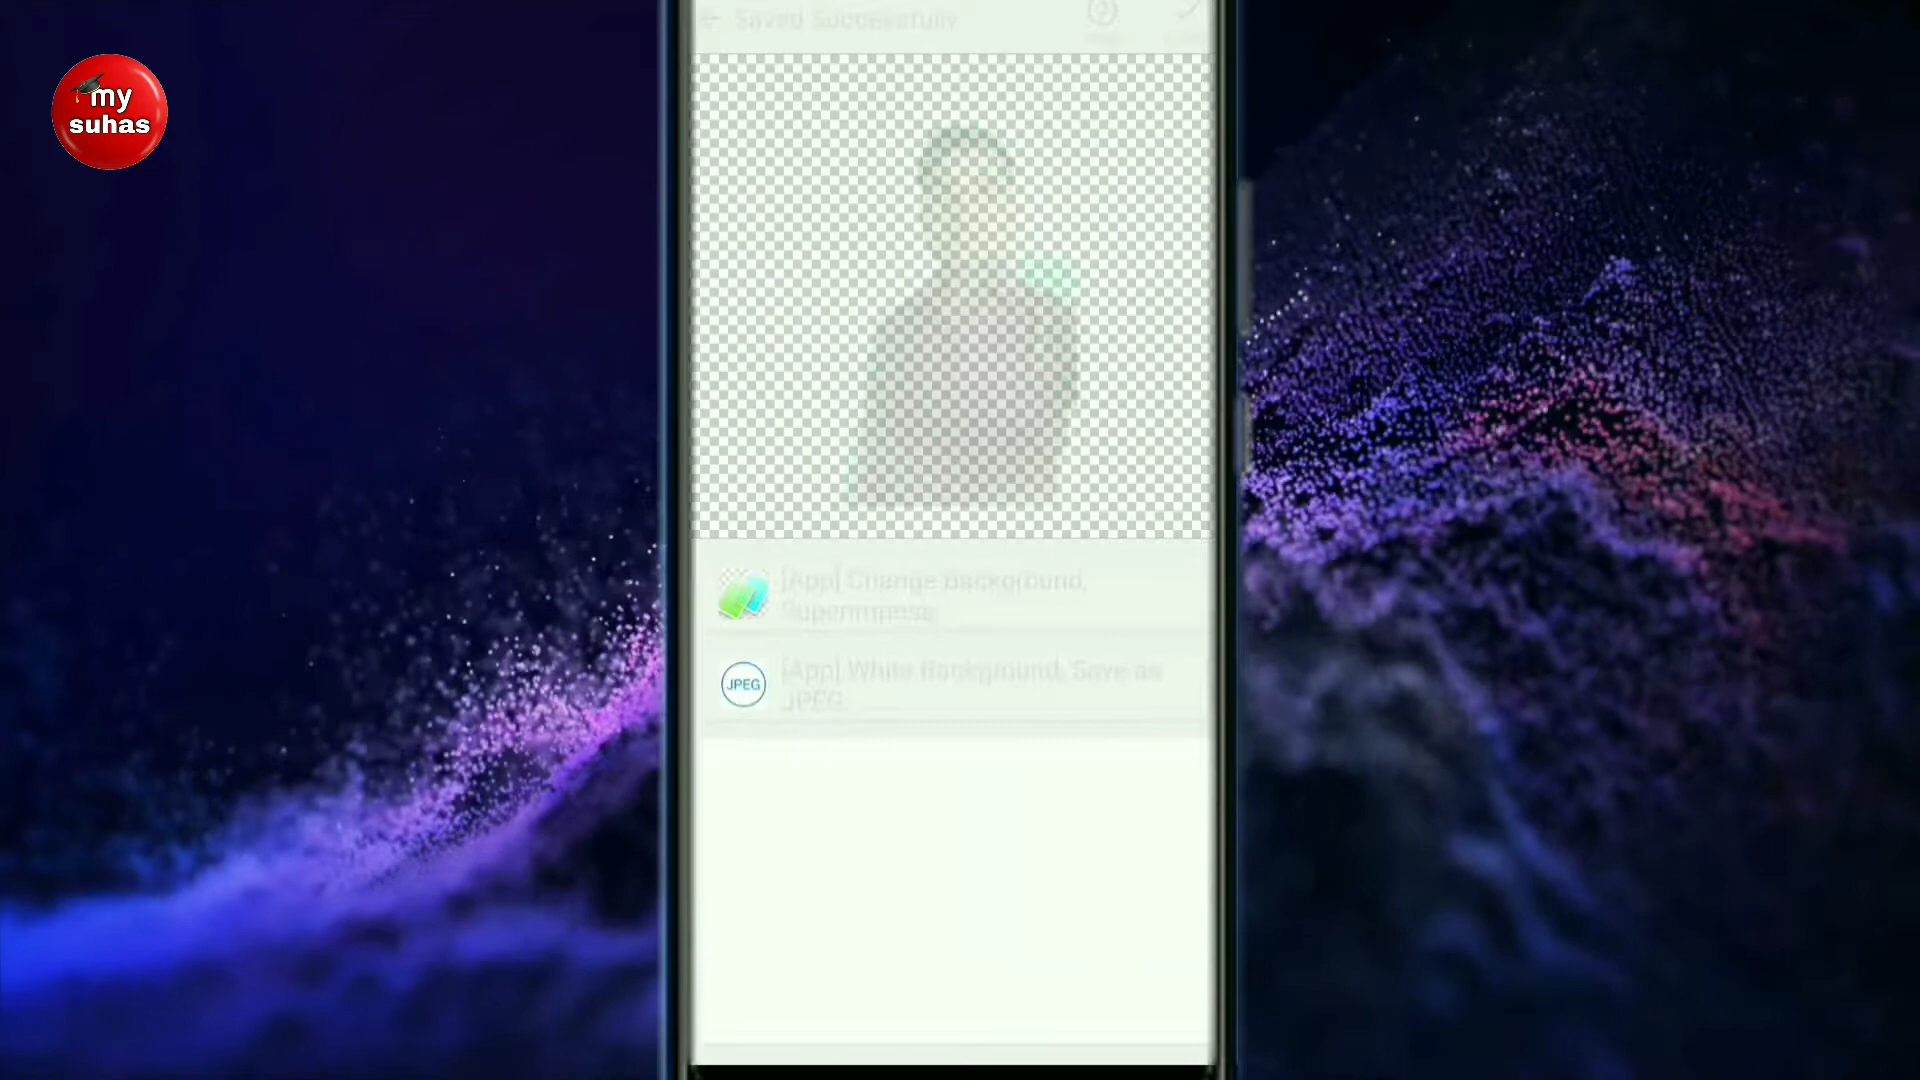 my
suhas
Saved Successfully
[App] Change Background,
Superimpose
[App] White Background, Save as
JPEG
JPEG